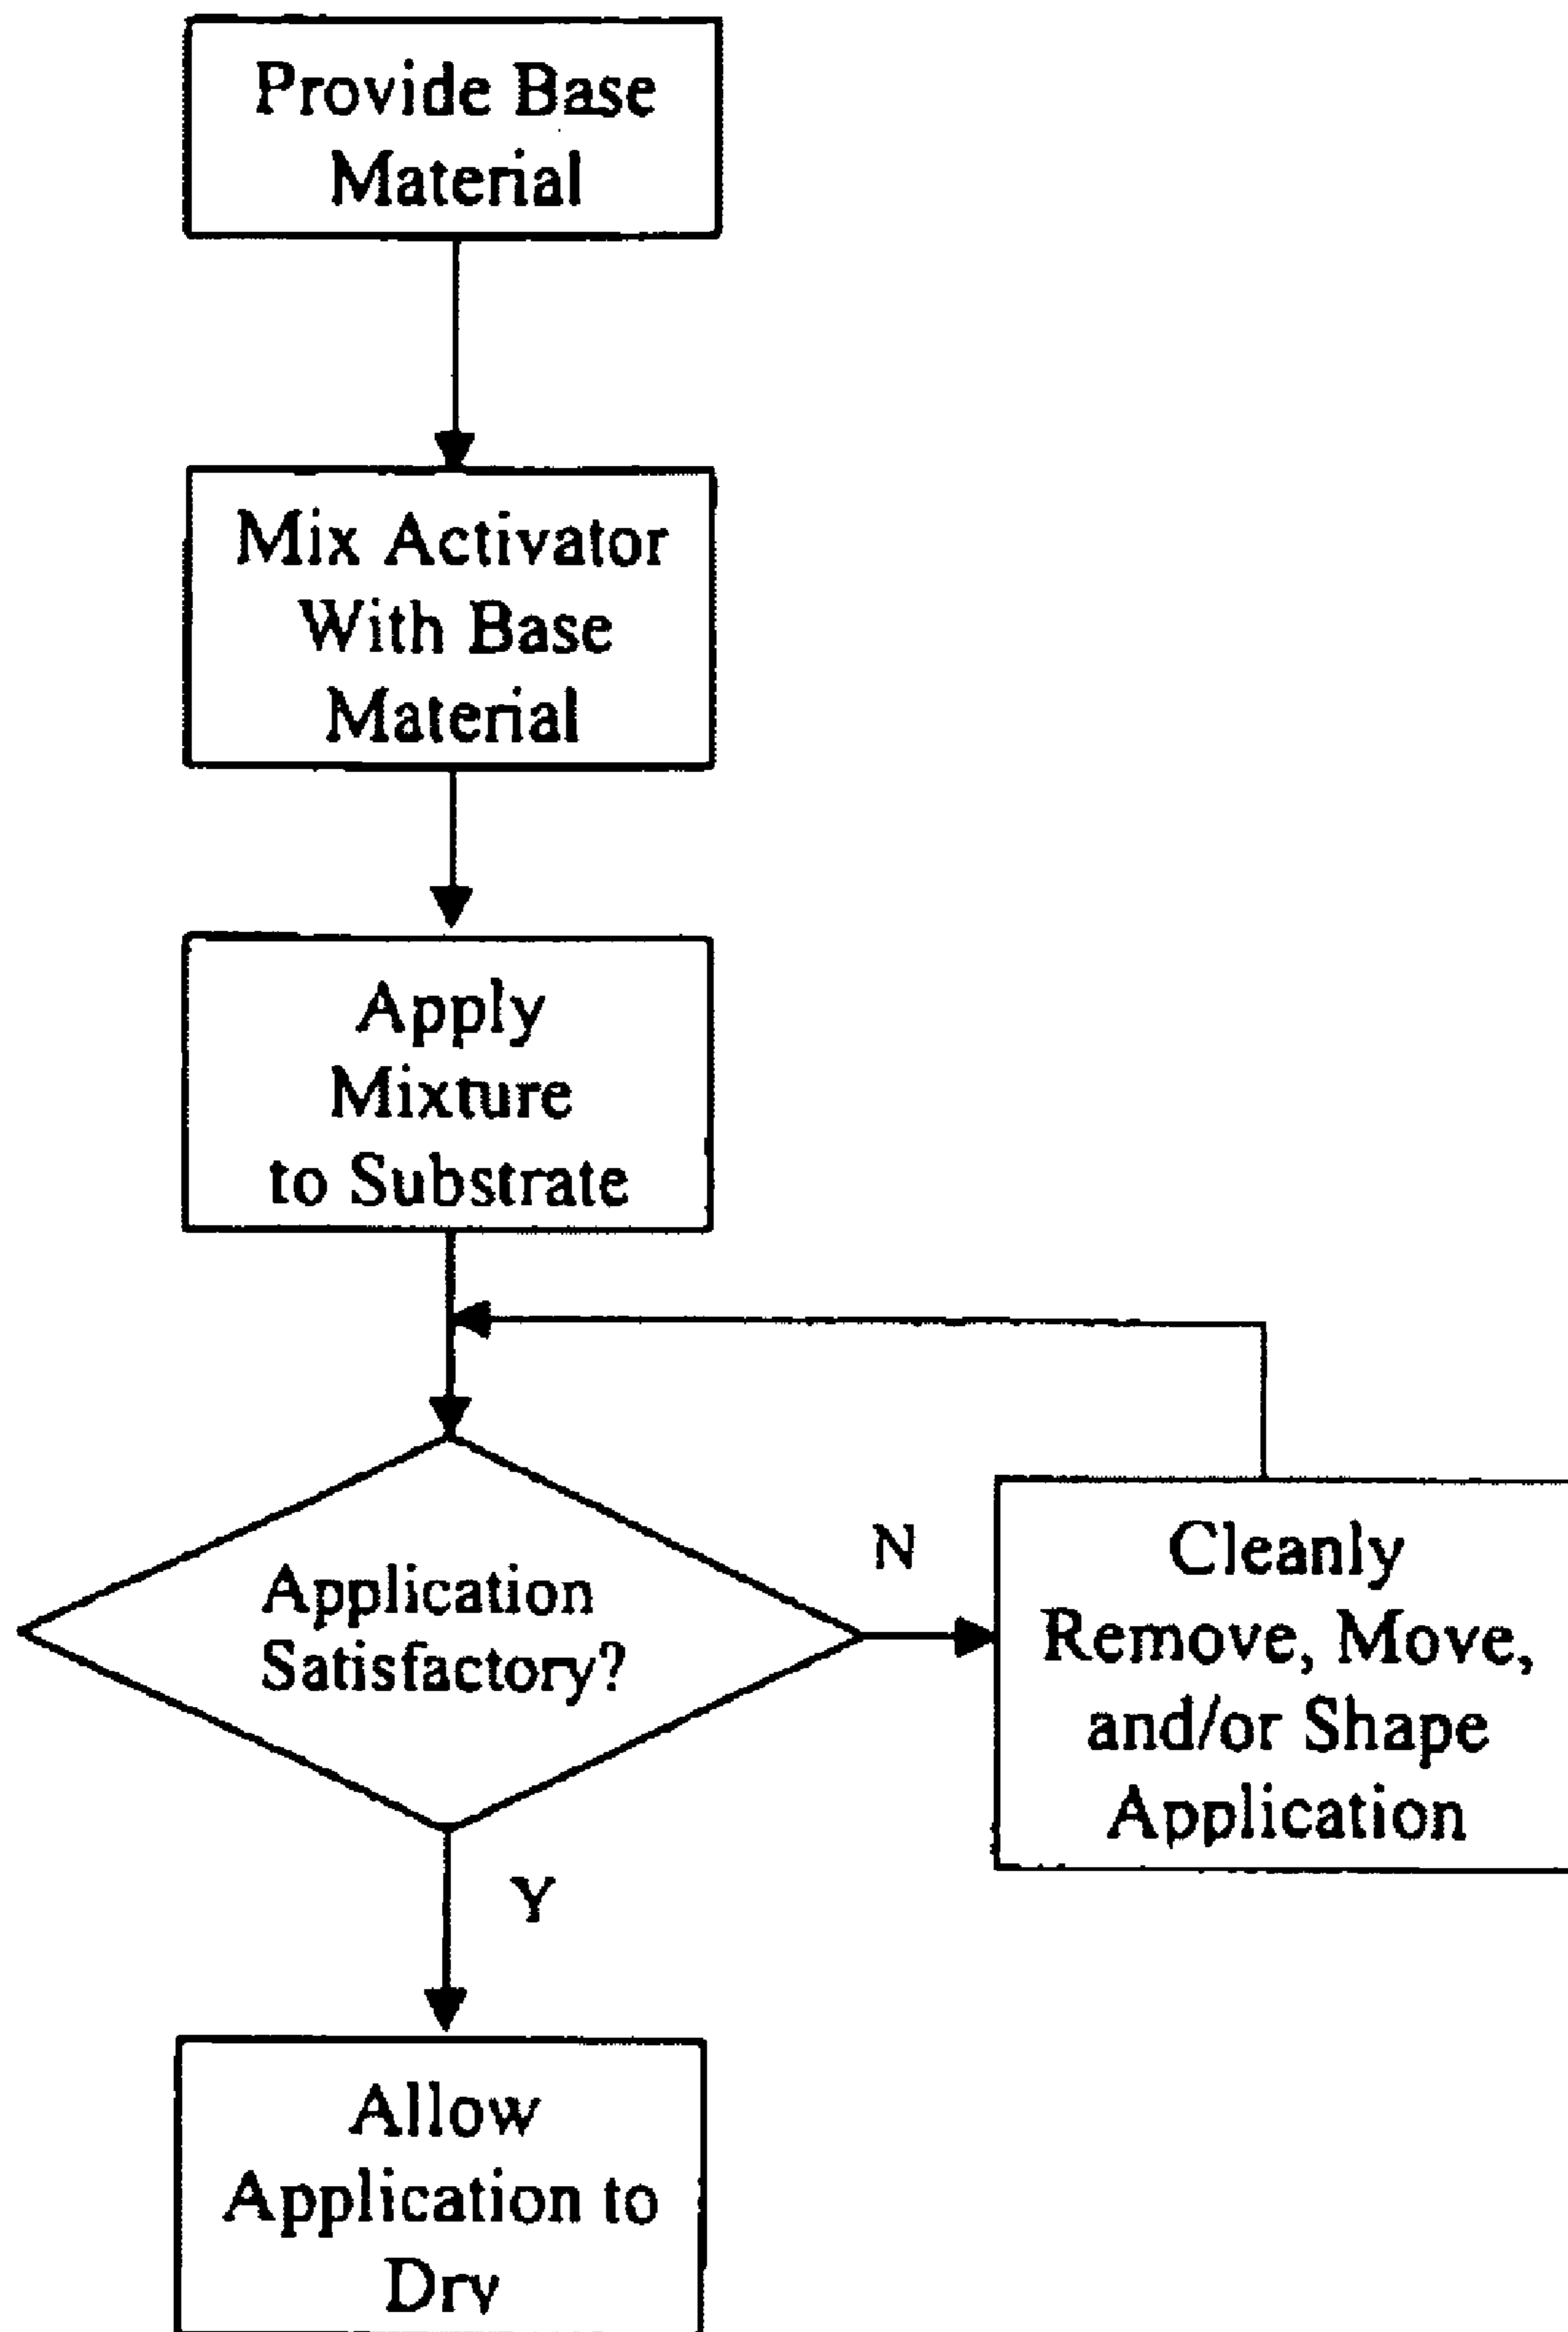 Provide Base
Material
Mix Activator
With Base
Material
Apply
Mixture
to Substrate
Application
Satisfactory?
N
Cleanly
Remove, Move,
and/or Shape
Application
Y
Allow
Application to
Dry